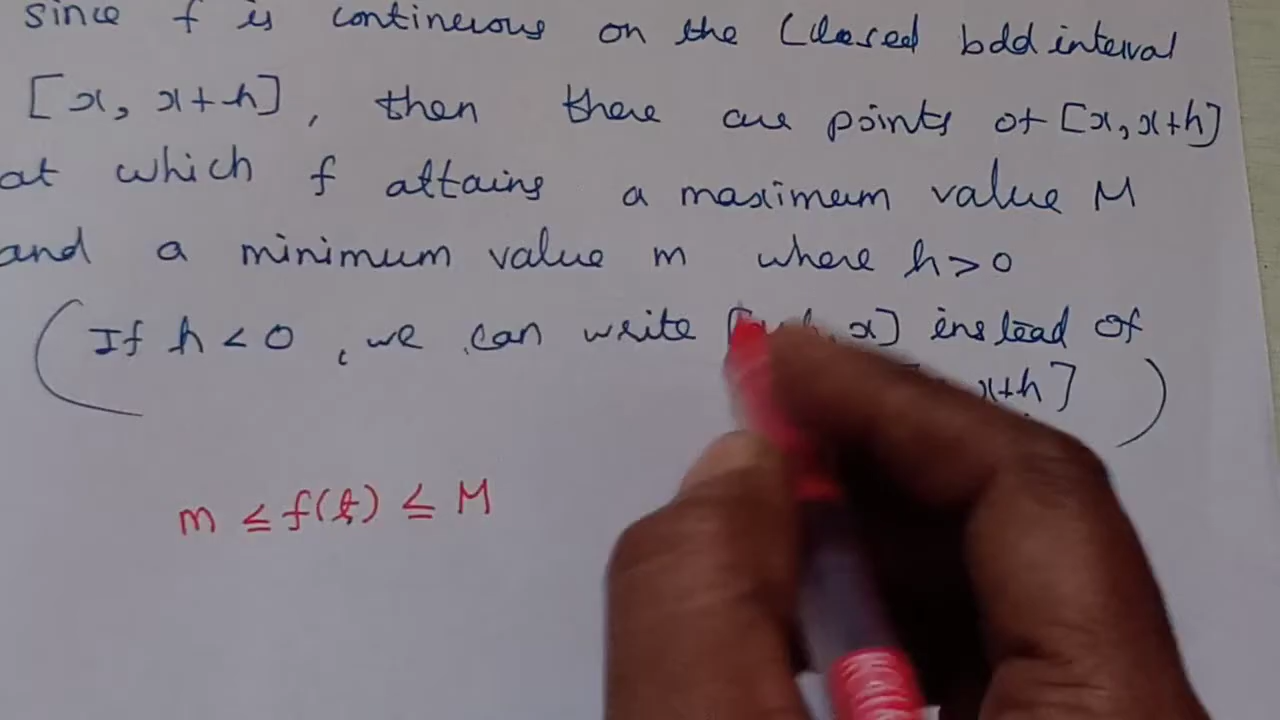 since f is continuous on the closed bdd interval
[x, x+h], then there are points of [x, x+h]
at which f attains a maximum value M
and a minimum value m where h > 0
(If h < 0, we can write x] instead of
x+h] )
m ≤ f(t) ≤ M